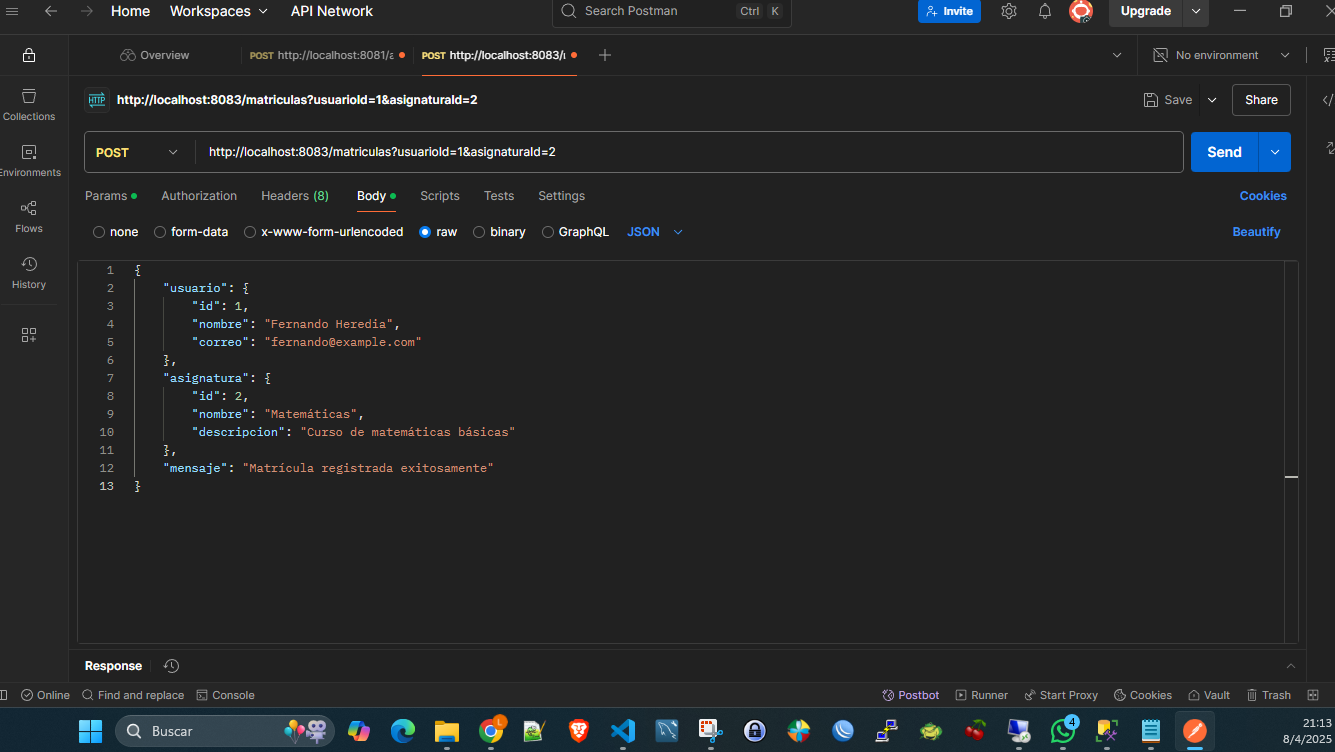 Home Workspaces API Network Search Postman Ctrl K Invite Upgrade
Overview POST http://localhost:8081/a POST http://localhost:8083/ No environment
HTTP http://localhost:8083/matriculas?usuarioId=1&asignaturaId=2 Save Share
Collections
POST http://localhost:8083/matriculas?usuarioId=1&asignaturaId=2 Send
Environments
Params Authorization Headers (8) Body Scripts Tests Settings Cookies
Flows
none form-data x-www-form-urlencoded raw binary GraphQL JSON Beautify
History
1 {
2 "usuario": {
3 "id": 1,
4 "nombre": "Fernando Heredia",
5 "correo": "fernando@example.com"
6 },
7 "asignatura": {
8 "id": 2,
9 "nombre": "Matemáticas",
10 "descripcion": "Curso de matemáticas básicas"
11 },
12 "mensaje": "Matrícula registrada exitosamente"
13 }
Response
Online Find and replace Console Postbot Runner Start Proxy Cookies Vault Trash
Buscar L 4 21:13
8/4/2025